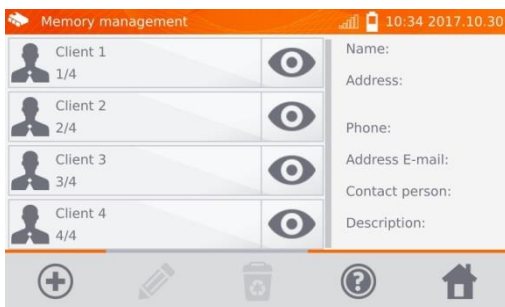 Memory management
10:34 2017.10.30
Client 1
1/4
Client 2
2/4
Client 3
3/4
Client 4
4/4
Name:
Address:
Phone:
Address E-mail:
Contact person:
Description: